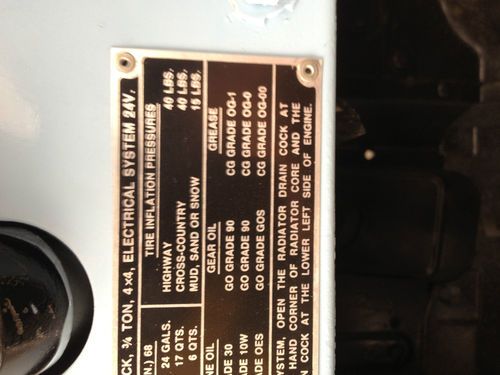 CK, ¾ TON, 4x4, ELECTRICAL SYSTEM 24V.
N.) 68 TIRE INFLATION PRESSURES
24 GALS. HIGHWAY 40 LBS.
17 QTS. CROSS-COUNTRY 40 LBS.
6 QTS. MUD, SAND OR SNOW 15 LBS.
NE OIL GEAR OIL GREASE
ADE 30 GO GRADE 90 CG GRADE OG-1
ADE 10W GO GRADE 90 CG GRADE OG-0
ADE OES GO GRADE GOS CG GRADE OG-00
YSTEM, OPEN THE RADIATOR DRAIN COCK AT
HAND CORNER OF RADIATOR CORE AND THE
N COCK AT THE LOWER LEFT SIDE OF ENGINE.